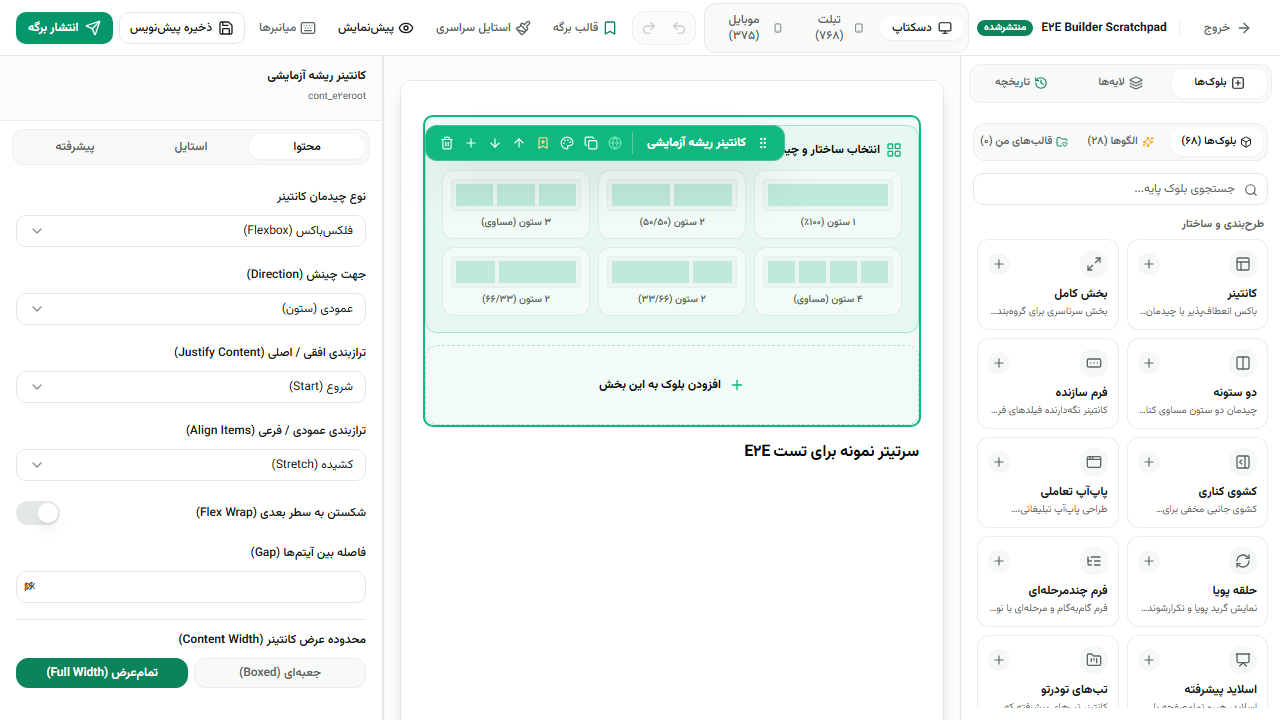 خروج
E۲E Builder Scratchpad
منتشرشده
دسکتاپ
تبلت (۷۶۸)
موبایل (۳۷۵)
قالب برگه
استایل سراسری
پیش‌نمایش
میانبرها
ذخیره پیش‌نویس
انتشار برگه
بلوک‌ها
لایه‌ها
تاریخچه
بلوک‌ها (۶۸)
الگوها (۲۸)
قالب‌های من (۰)
جستجوی بلوک پایه...
طرح‌بندی و ساختار
کانتینر
باکس انعطاف‌پذیر با چیدمان...
بخش کامل
بخش سرتاسری برای گروه‌بند...
دو ستونه
چیدمان دو ستون مساوی کنا...
فرم سازنده
کانتینر نگه‌دارنده فیلدهای فر...
کشوی کناری
کشوی جانبی مخفی برای...
پاپ‌آپ تعاملی
طراحی پاپ‌آپ تبلیغاتی،...
حلقه پویا
نمایش گرید پویا و تکرارشوند...
فرم چندمرحله‌ای
فرم گام‌به‌گام و مرحله‌ای با نو...
اسلاید پیشرفته
تب‌های تودرتو
انتخاب ساختار و چی
کانتینر ریشه آزمایشی
۱ ستون (۱۰۰٪)
۲ ستون (۵۰/۵۰)
۳ ستون (مساوی)
۴ ستون (مساوی)
۲ ستون (۳۳/۶۶)
۲ ستون (۶۶/۳۳)
افزودن بلوک به این بخش
سرتیتر نمونه برای تست E۲E
کانتینر ریشه آزمایشی
cont_e۲eroot
محتوا
استایل
پیشرفته
نوع چیدمان کانتینر
فلکس‌باکس (Flexbox)
جهت چینش (Direction)
عمودی (ستون)
ترازبندی افقی / اصلی (Justify Content)
شروع (Start)
ترازبندی عمودی / فرعی (Align Items)
کشیده (Stretch)
شکستن به سطر بعدی (Flex Wrap)
فاصله بین آیتم‌ها (Gap)
محدوده عرض کانتینر (Content Width)
جعبه‌ای (Boxed)
تمام‌عرض (Full Width)